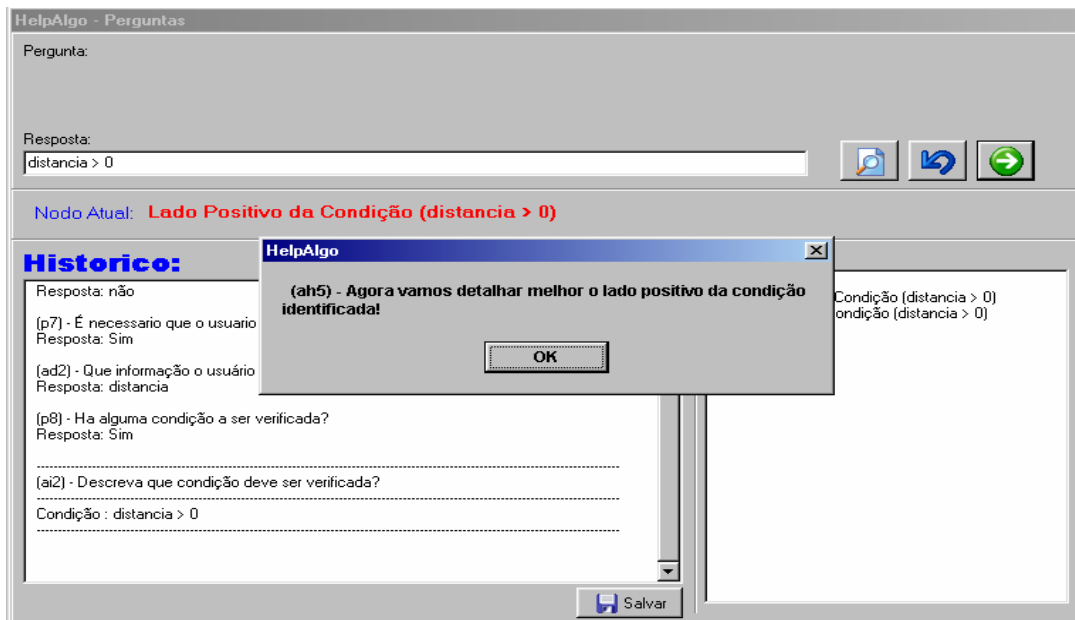 HelpAlgo - Perguntas
Pergunta:
Resposta:
distancia > 0
Nodo Atual: Lado Positivo da Condição (distancia > 0)
Historico:
Resposta: não
(p7) - É necessario que o usuario
Resposta: Sim
(ad2) - Que informação o usuário
Resposta: distancia
(p8) - Ha alguma condição a ser verificada?
Resposta: Sim
(ai2) - Descreva que condição deve ser verificada?
Condição : distancia > 0
Salvar
HelpAlgo
(ah5) - Agora vamos detalhar melhor o lado positivo da condição
identificada!
OK
Condição (distancia > 0)
ondição (distancia > 0)